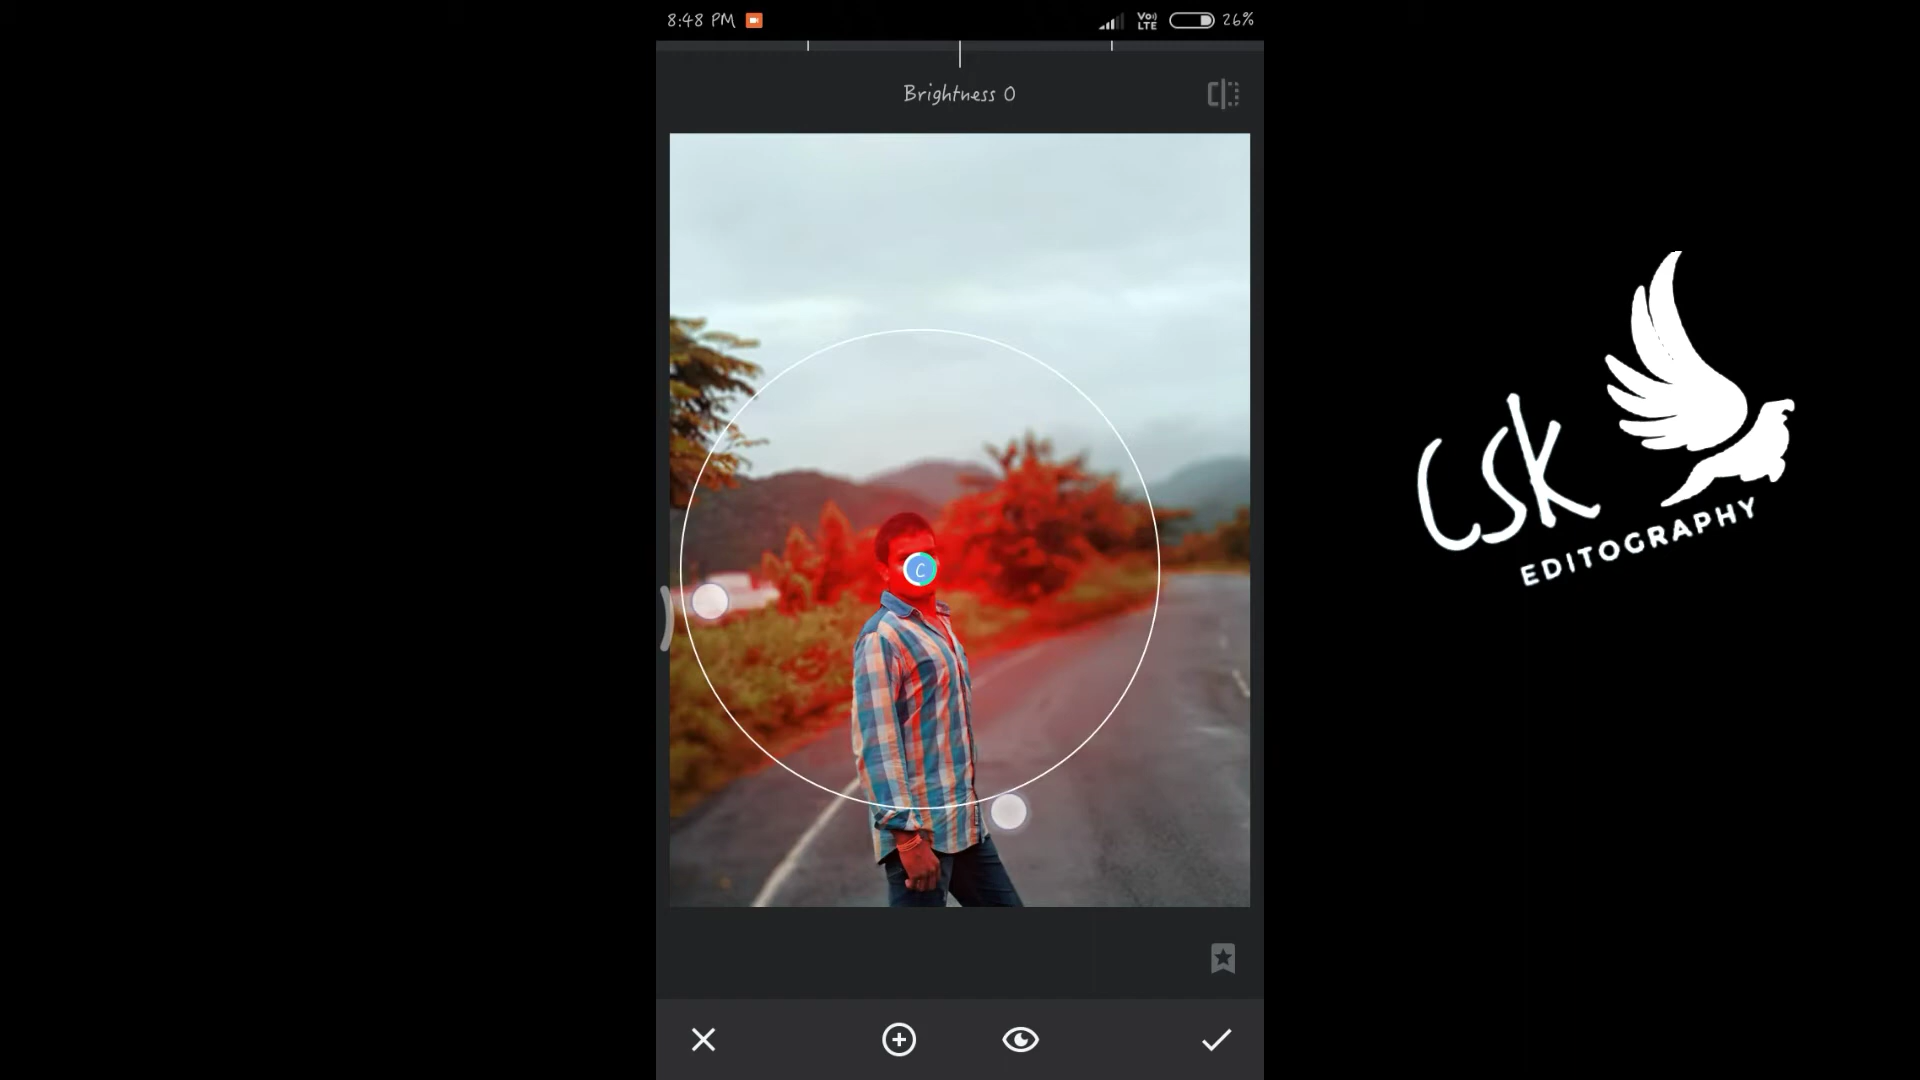 8:48 PM
Vo)) LTE
26%
Brightness 0
C
CSK
EDITOGRAPHY